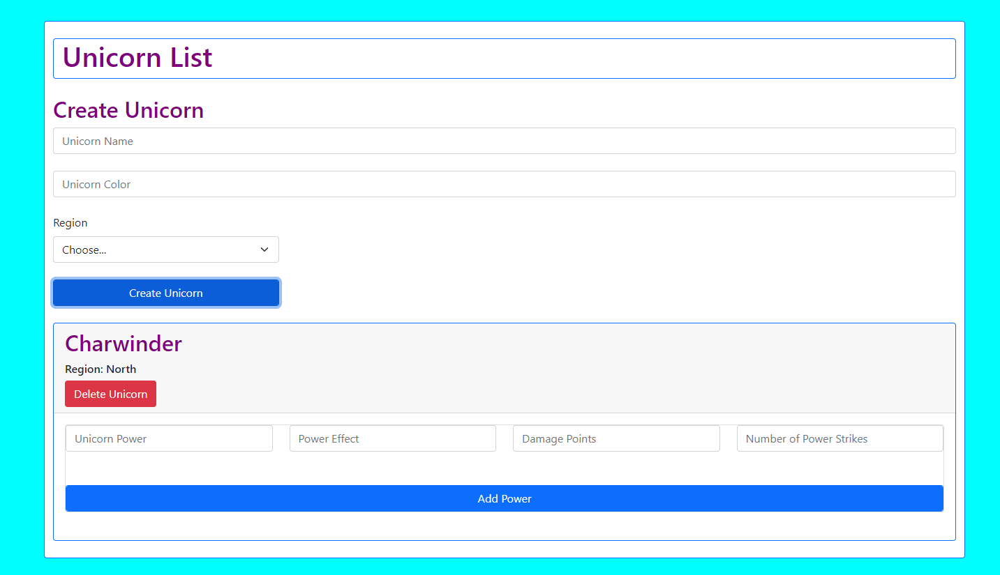 Unicorn List
Create Unicorn
Unicorn Name
Unicorn Color
Region
Choose...
Create Unicorn
Charwinder
Region: North
Delete Unicorn
Unicorn Power Power Effect Damage Points Number of Power Strikes
Add Power